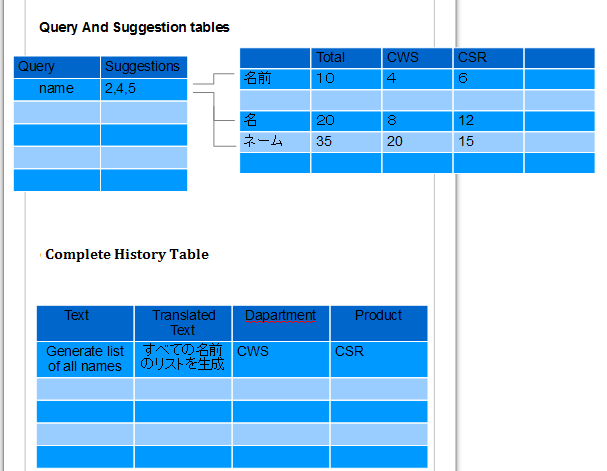 Query And Suggestion tables
Query Suggestions
name 2,4,5
Total CWS CSR
名前 10 4 6
名 20 8 12
ネーム 35 20 15
Complete History Table
Text Translated Text Dapartment Product
Generate list of all names すべての名前のリストを生成 CWS CSR